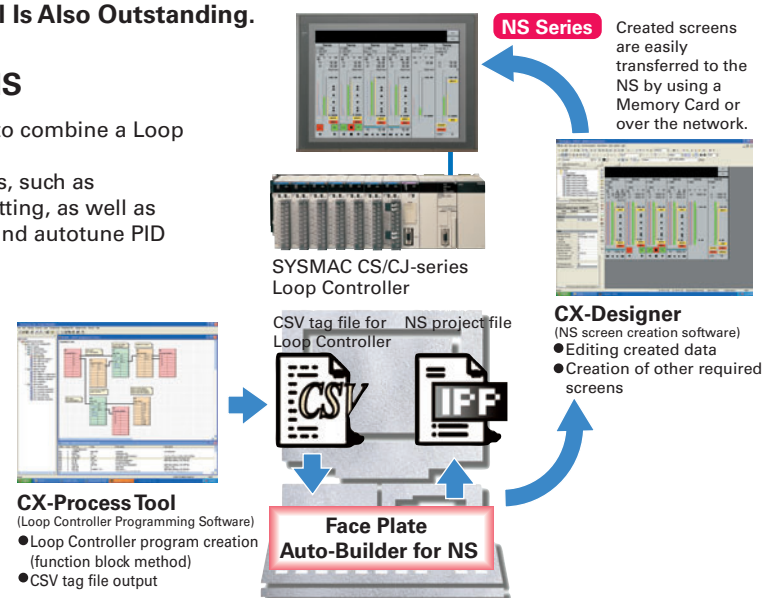 l Is Also Outstanding.
NS
to combine a Loop
s, such as
tting, as well as
nd autotune PID
NS Series
Created screens
are easily
transferred to the
NS by using a
Memory Card or
over the network.
SYSMAC CS/CJ-series
Loop Controller
CX-Designer
(NS screen creation software)
●Editing created data
●Creation of other required
screens
CSV tag file for
Loop Controller
NS project file
CSV
IPP
CX-Process Tool
(Loop Controller Programming Software)
●Loop Controller program creation
(function block method)
●CSV tag file output
Face Plate
Auto-Builder for NS